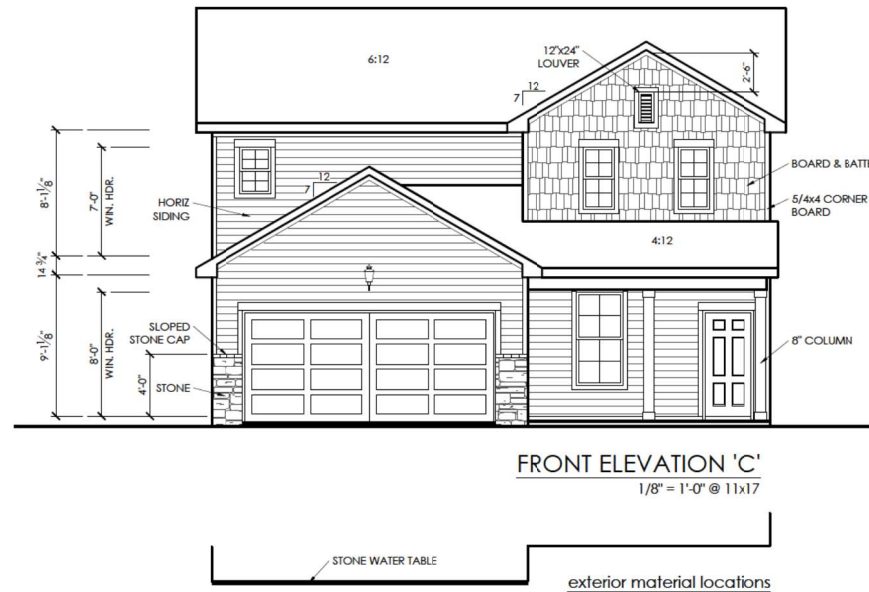 6:12
12"x24"
LOUVER
2'-6"
12
7
8'-1 1/8"
7'-0"
WIN. HDR.
HORIZ
SIDING
12
7
BOARD & BATTE
5/4x4 CORNER
BOARD
4:12
14 3/4"
9'-1 1/8"
8'-0"
WIN. HDR.
SLOPED
STONE CAP
STONE
4'-0"
8" COLUMN
FRONT ELEVATION 'C'
1/8" = 1'-0" @ 11x17
STONE WATER TABLE
exterior material locations